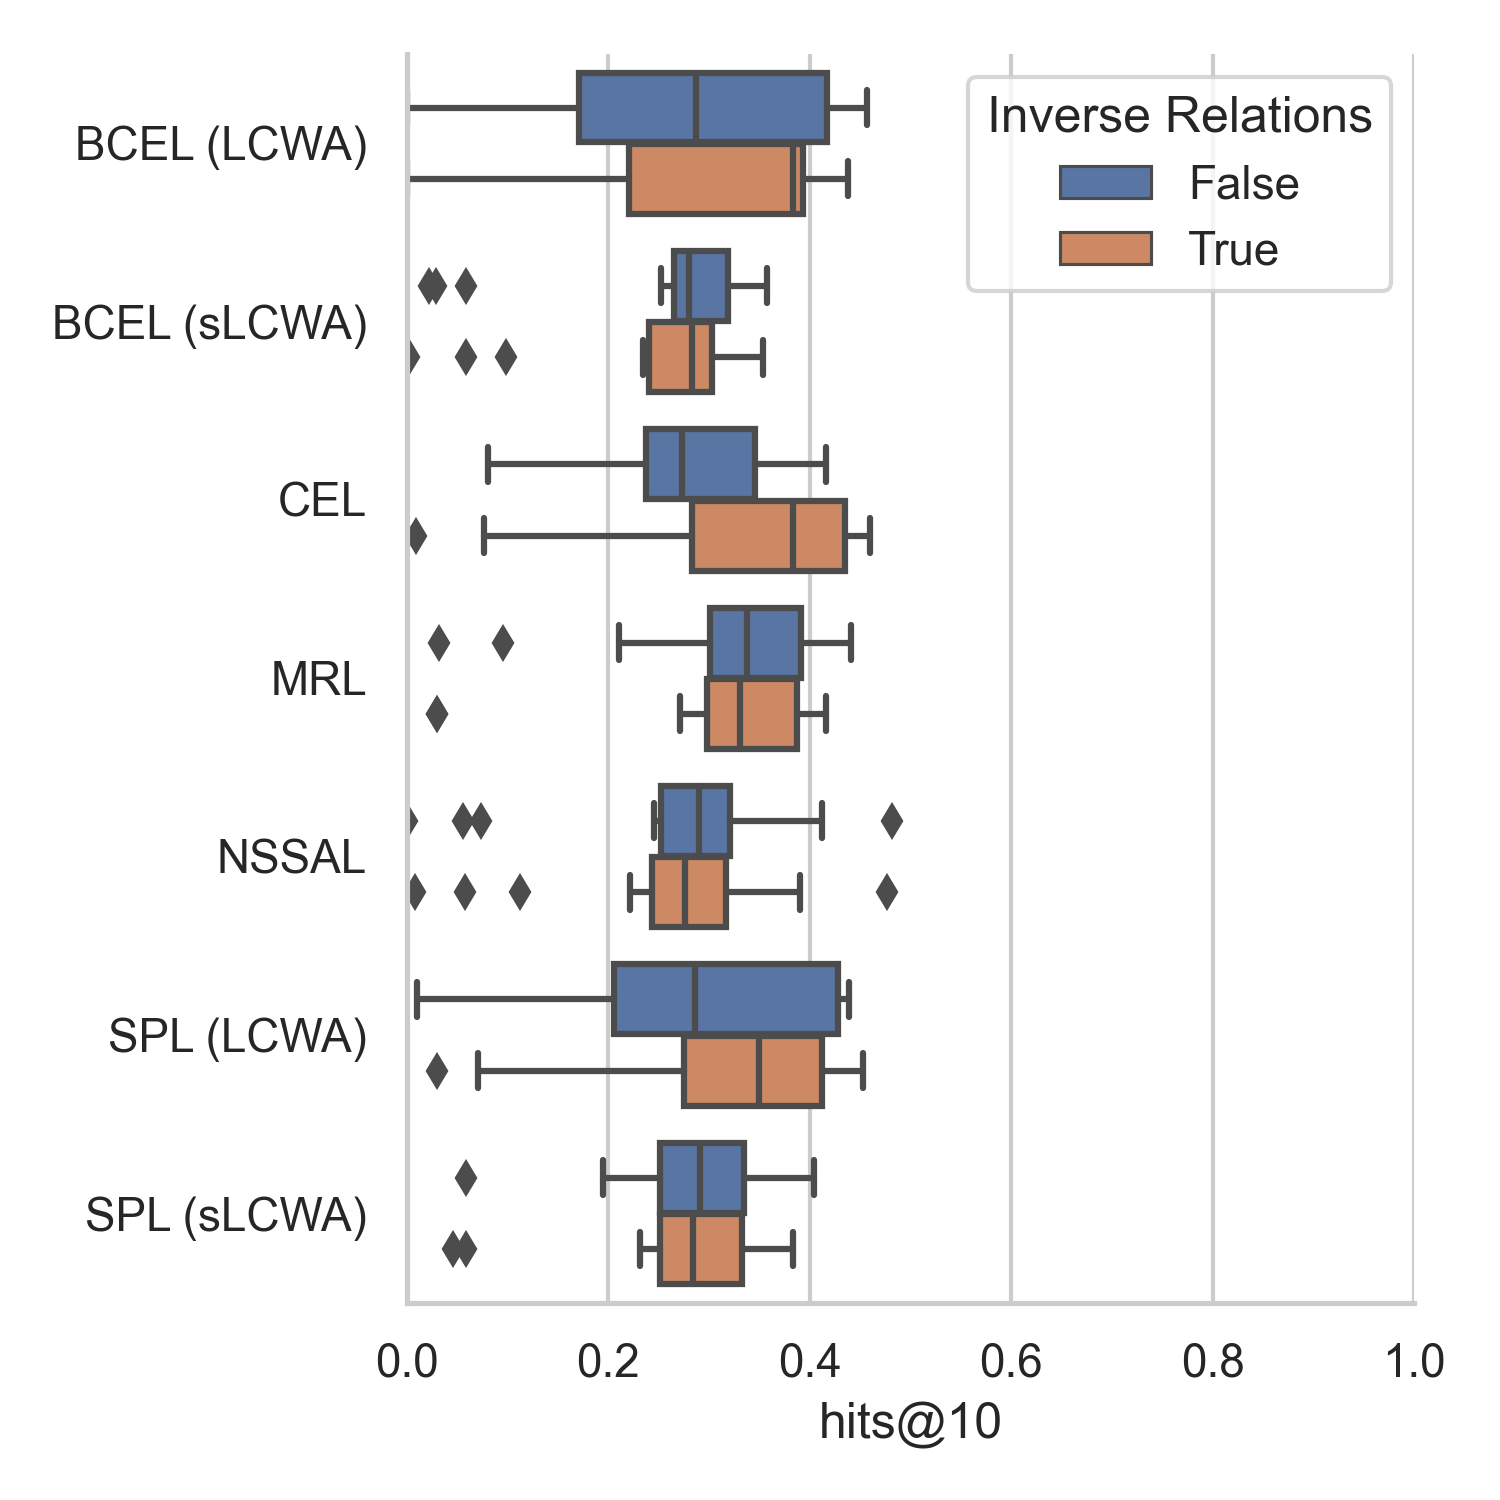 Inverse Relations
False
True
BCEL (LCWA)
BCEL (sLCWA)
CEL
MRL
NSSAL
SPL (LCWA)
SPL (sLCWA)
0.0 0.2 0.4 0.6 0.8 1.0
hits@10